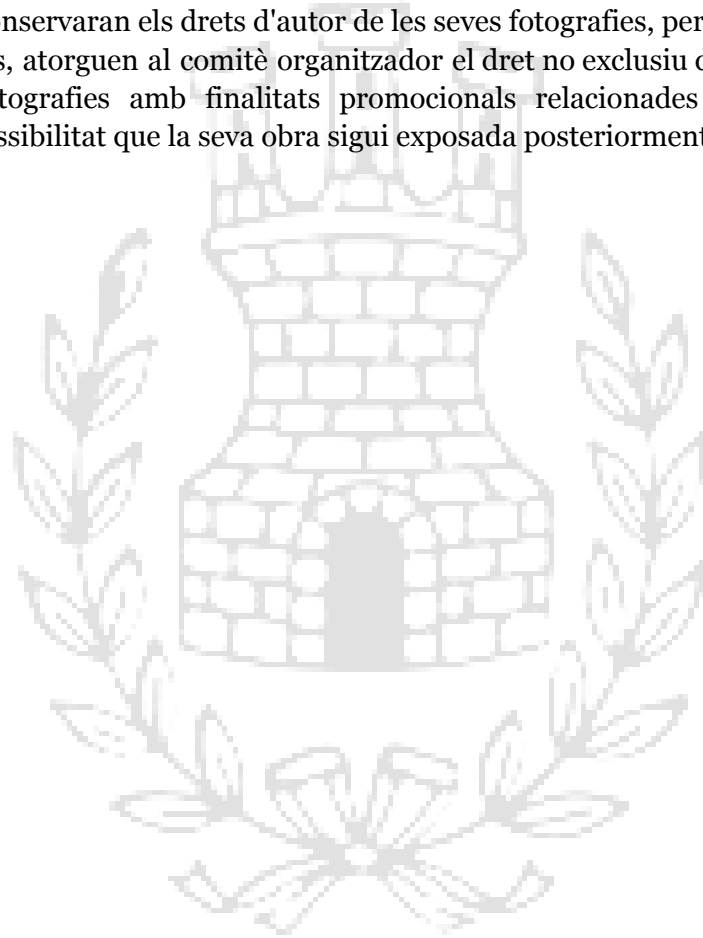 nservaran els drets d'autor de les seves fotografies, per
s, atorguen al comitè organitzador el dret no exclusiu d
tografies amb finalitats promocionals relacionades
ssibilitat que la seva obra sigui exposada posteriorment